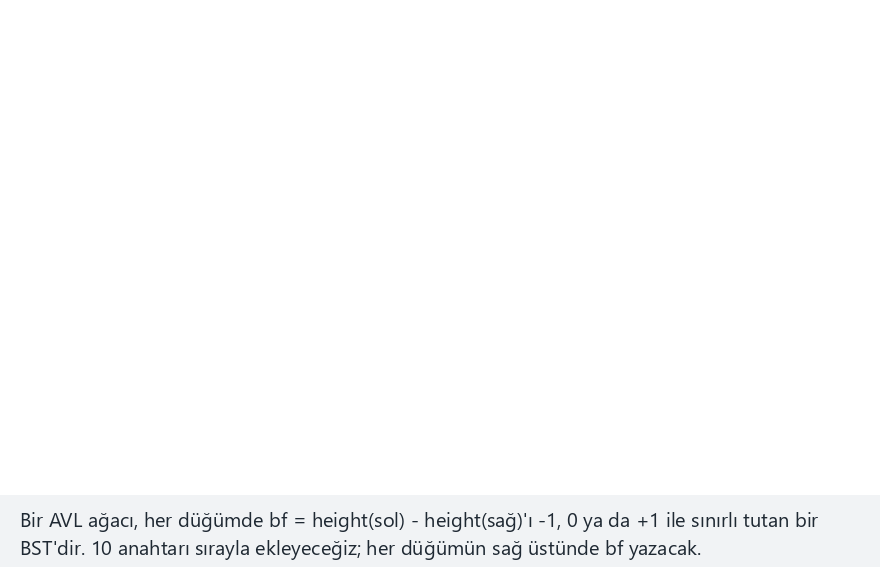 Bir AVL ağacı, her düğümde bf = height(sol) - height(sağ)'ı -1, 0 ya da +1 ile sınırlı tutan bir
BST'dir. 10 anahtarı sırayla ekleyeceğiz; her düğümün sağ üstünde bf yazacak.